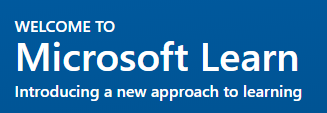 WELCOME TO
Microsoft Learn
Introducing a new approach to learning